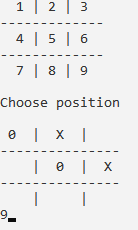 1 | 2 | 3
---------------
4 | 5 | 6
---------------
7 | 8 | 9
Choose position
0 | X |
---------------
| 0 | X
---------------
| |
9